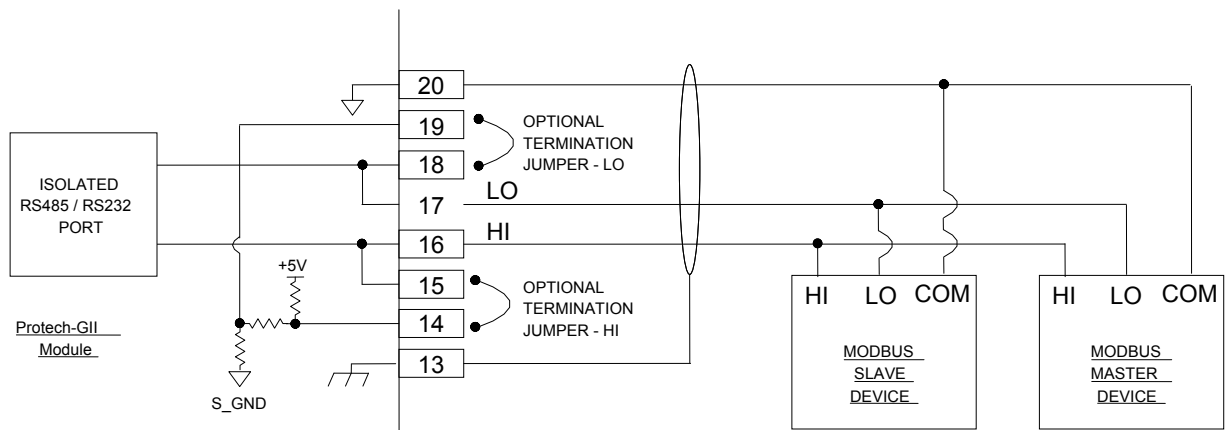 20
19
OPTIONAL
TERMINATION
JUMPER - LO
18
ISOLATED
RS485 / RS232
PORT
17
LO
16
HI
+5V
15
OPTIONAL
TERMINATION
JUMPER - HI
14
13
Protech-GII
Module
S_GND
HI LO COM
MODBUS
SLAVE
DEVICE
HI LO COM
MODBUS
MASTER
DEVICE